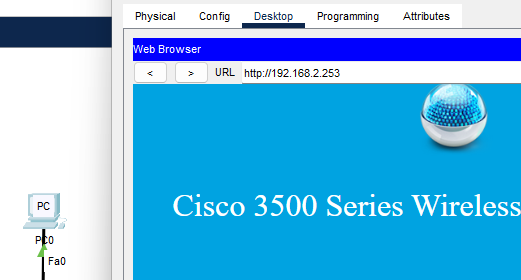 Physical Config Desktop Programming Attributes
Web Browser
< > URL http://192.168.2.253
Cisco 3500 Series Wireless
PC
PC0
Fa0